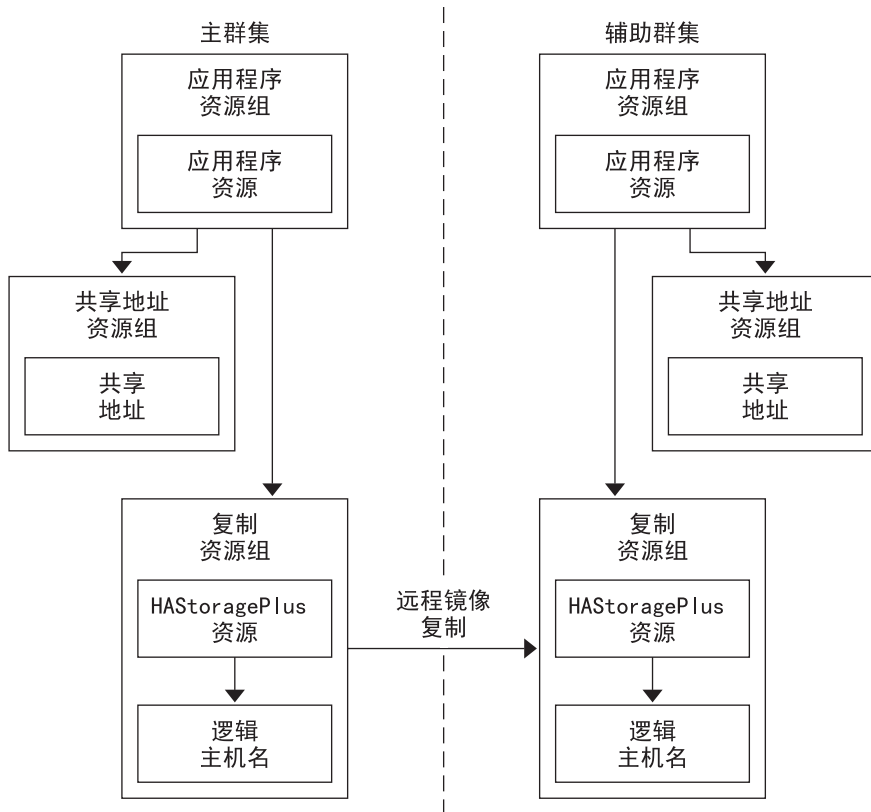 主群集
应用程序
资源组
应用程序
资源
共享地址
资源组
共享
地址
复制
资源组
HAStoragePlus
资源
逻辑
主机名
远程镜像
复制
辅助群集
应用程序
资源组
应用程序
资源
共享地址
资源组
共享
地址
复制
资源组
HAStoragePlus
资源
逻辑
主机名